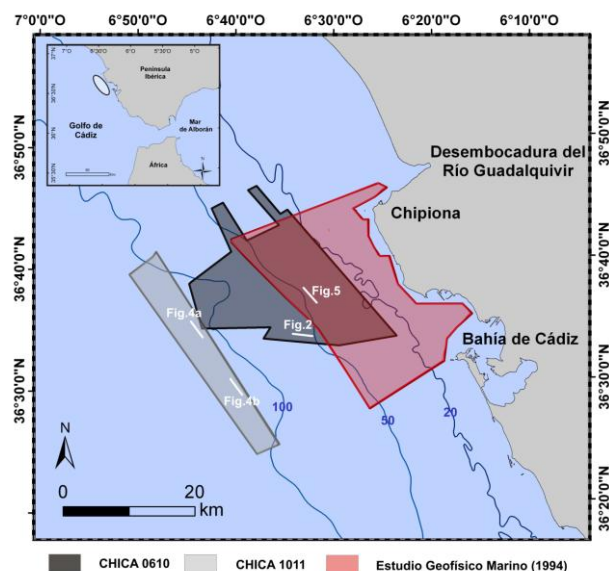 6°0'0"W 6°50'0"W 6°40'0"W 6°30'0"W 6°20'0"W 6°10'0"W
Península
Ibérica
Golfo de
Cádiz
Mar
de Alborán
África
N
36°50'0"N
36°40'0"N
36°30'0"N
36°20'0"N
Desembocadura del
Río Guadalquivir
Chipiona
Fig.5
Fig.4a
Fig.2
Bahía de Cádiz
Fig.4b
100
50
20
N
0 20
km
36°50'0"N
36°40'0"N
36°30'0"N
36°20'0"N
CHICA 0610 CHICA 1011 Estudio Geofísico Marino (1994)